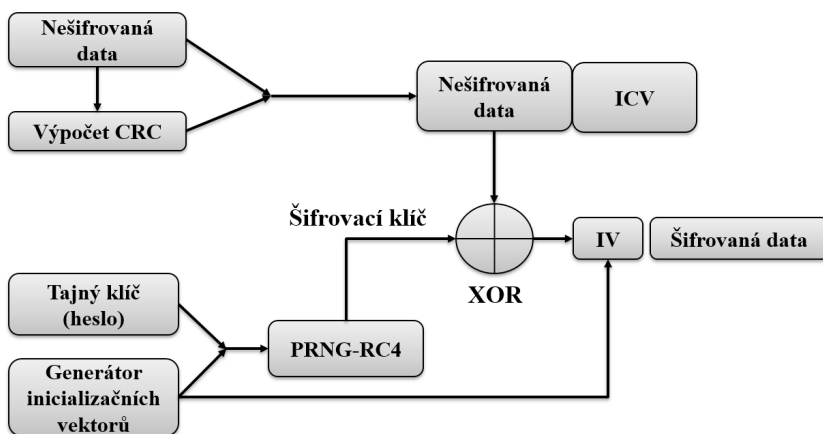 Nešifrovaná
data
Výpočet CRC
Nešifrovaná
data
ICV
Šifrovací klíč
XOR
IV
Šifrovaná data
Tajný klíč
(heslo)
PRNG-RC4
Generátor
inicializačních
vektorů